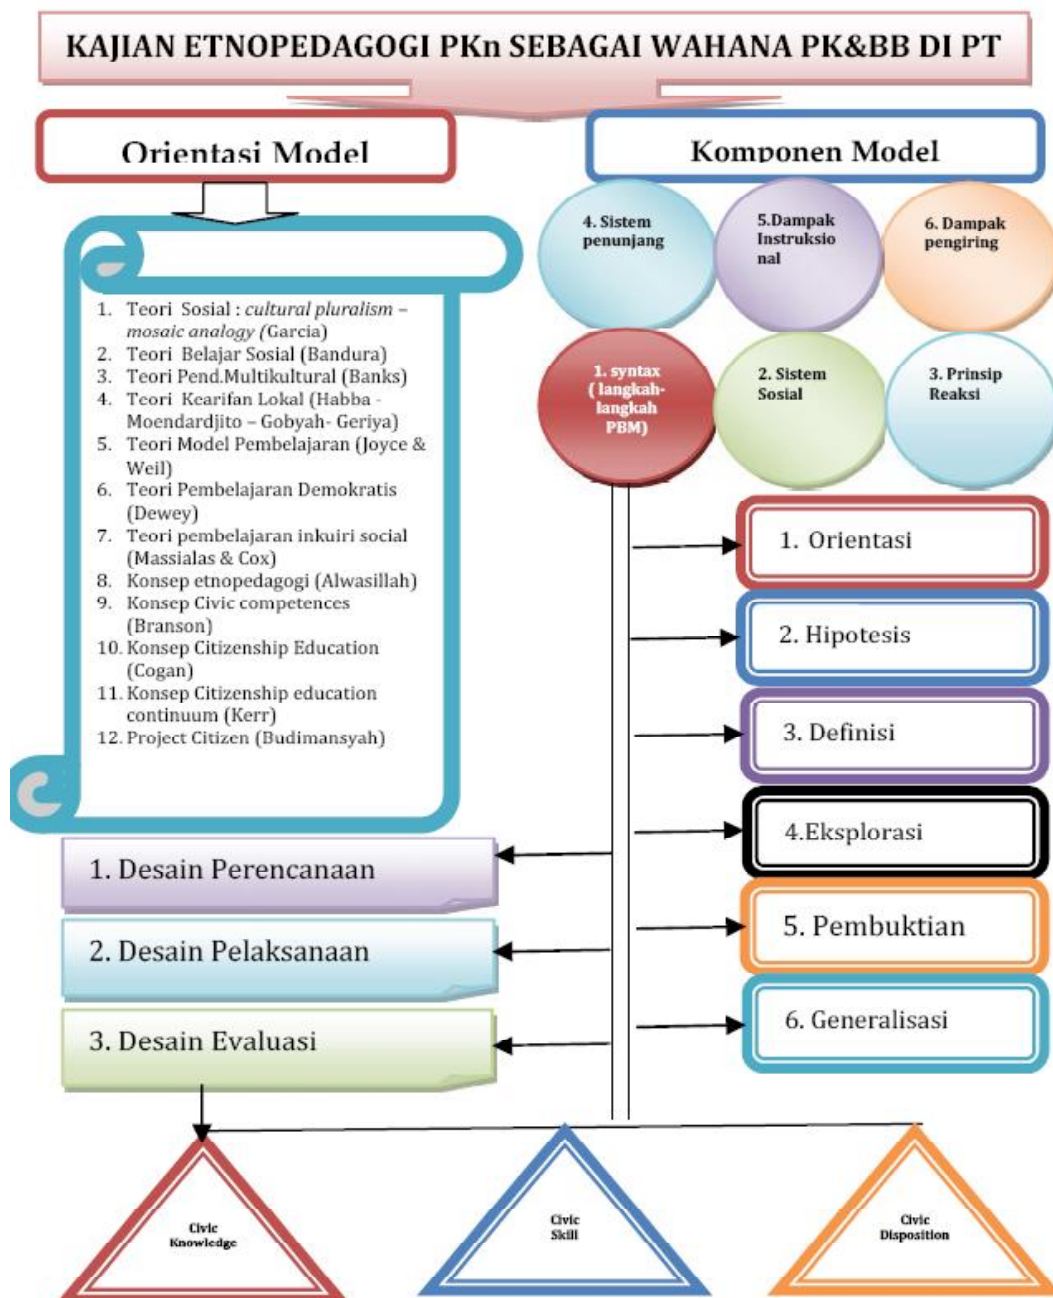 KAJIAN ETNOPEDAGOGI PKn SEBAGAI WAHANA PK&BB DI PT
Orientasi Model
Komponen Model
4. Sistem
penunjang
5.Dampak
Instruksio
nal
6. Dampak
pengiring
1. syntax
( langkah-
langkah
PBM)
2. Sistem
Sosial
3. Prinsip
Reaksi
1. Teori Sosial : cultural pluralism –
mosaic analogy (Garcia)
2. Teori Belajar Sosial (Bandura)
3. Teori Pend.Multikultural (Banks)
4. Teori Kearifan Lokal (Habba -
Moendardjito – Gobyah- Geriya)
5. Teori Model Pembelajaran (Joyce &
Weil)
6. Teori Pembelajaran Demokratis
(Dewey)
7. Teori pembelajaran inkuiri social
(Massialas & Cox)
8. Konsep etnopedagogi (Alwasillah)
9. Konsep Civic competences
(Branson)
10. Konsep Citizenship Education
(Cogan)
11. Konsep Citizenship education
continuum (Kerr)
12. Project Citizen (Budimansyah)
1. Orientasi
2. Hipotesis
3. Definisi
4.Eksplorasi
5. Pembuktian
6. Generalisasi
1. Desain Perencanaan
2. Desain Pelaksanaan
3. Desain Evaluasi
Civic
Knowledge
Civic
Skill
Civic
Disposition